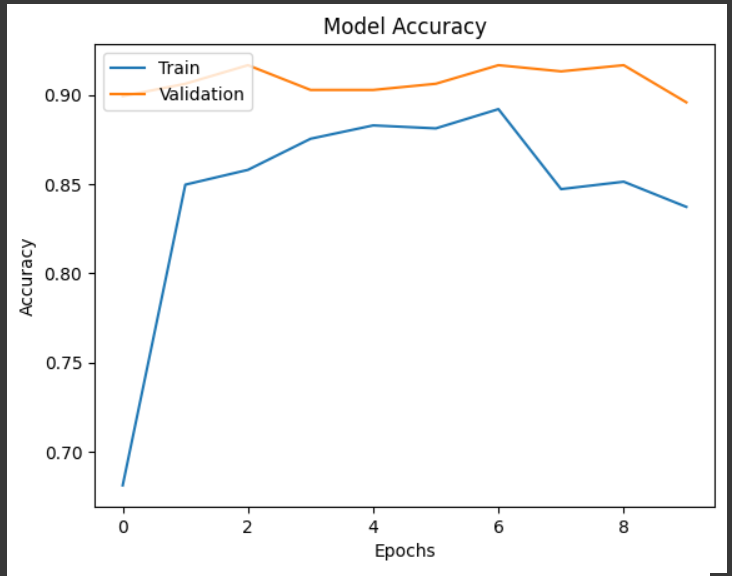 Model Accuracy
Train
Validation
0.90
0.85
0.80
0.75
0.70
Accuracy
0 2 4 6 8
Epochs